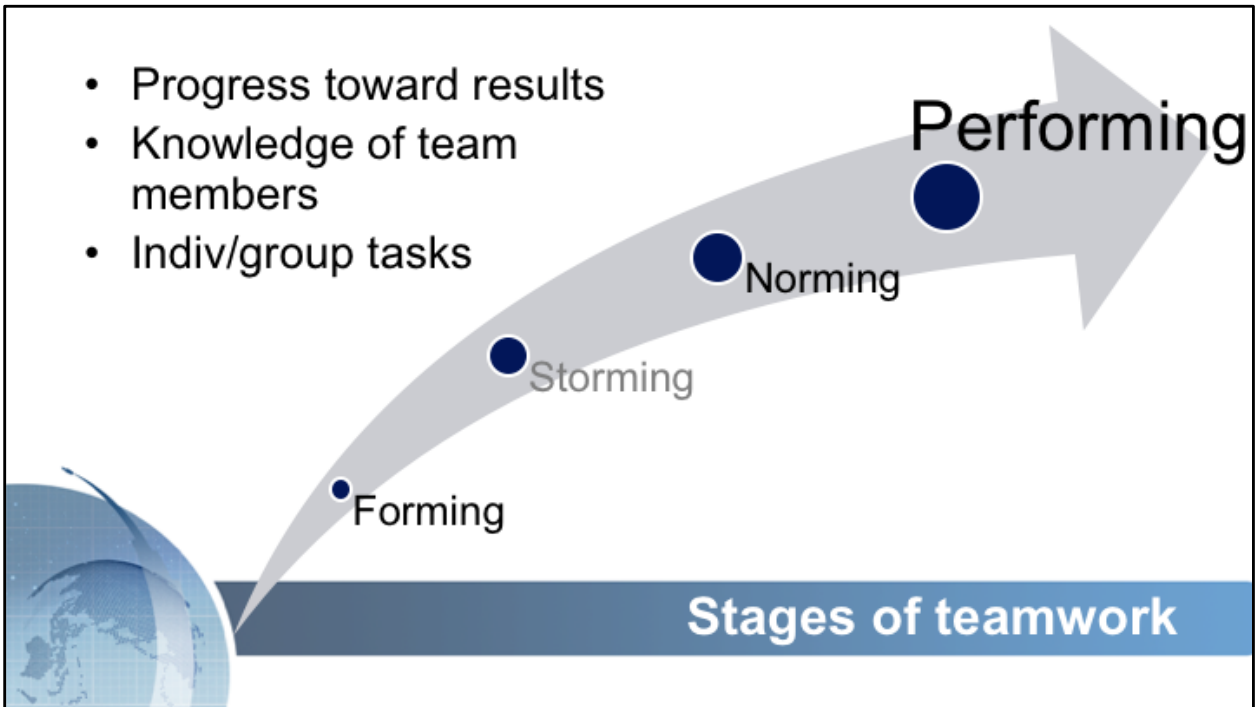 • Progress toward results
• Knowledge of team
members
• Indiv/group tasks
Performing
Norming
Storming
Forming
Stages of teamwork